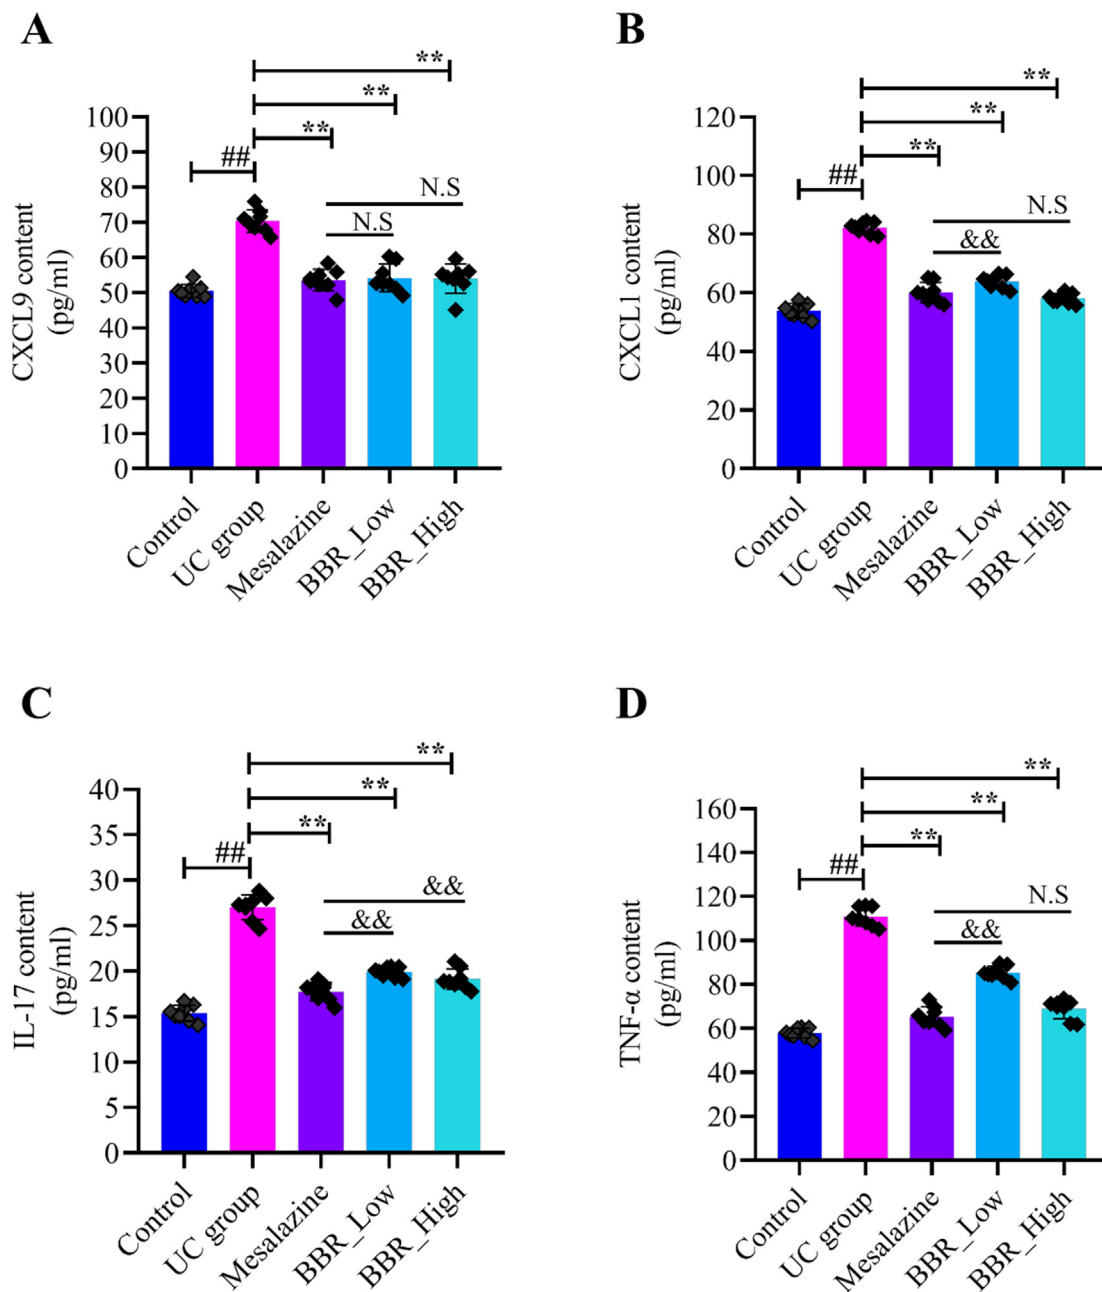 A
**
**
**
##
N.S
N.S
100
90
80
70
60
50
40
30
20
10
0
CXCL9 content
(pg/ml)
Control
UC group
Mesalazine
BBR_Low
BBR_High
B
**
**
**
##
N.S
&&
120
100
80
60
40
20
0
CXCL1 content
(pg/ml)
Control
UC group
Mesalazine
BBR_Low
BBR_High
C
**
**
**
##
&&
&&
40
35
30
25
20
15
10
5
0
IL-17 content
(pg/ml)
Control
UC group
Mesalazine
BBR_Low
BBR_High
D
**
**
**
##
N.S
&&
160
140
120
100
80
60
40
20
0
TNF-α content
(pg/ml)
Control
UC group
Mesalazine
BBR_Low
BBR_High